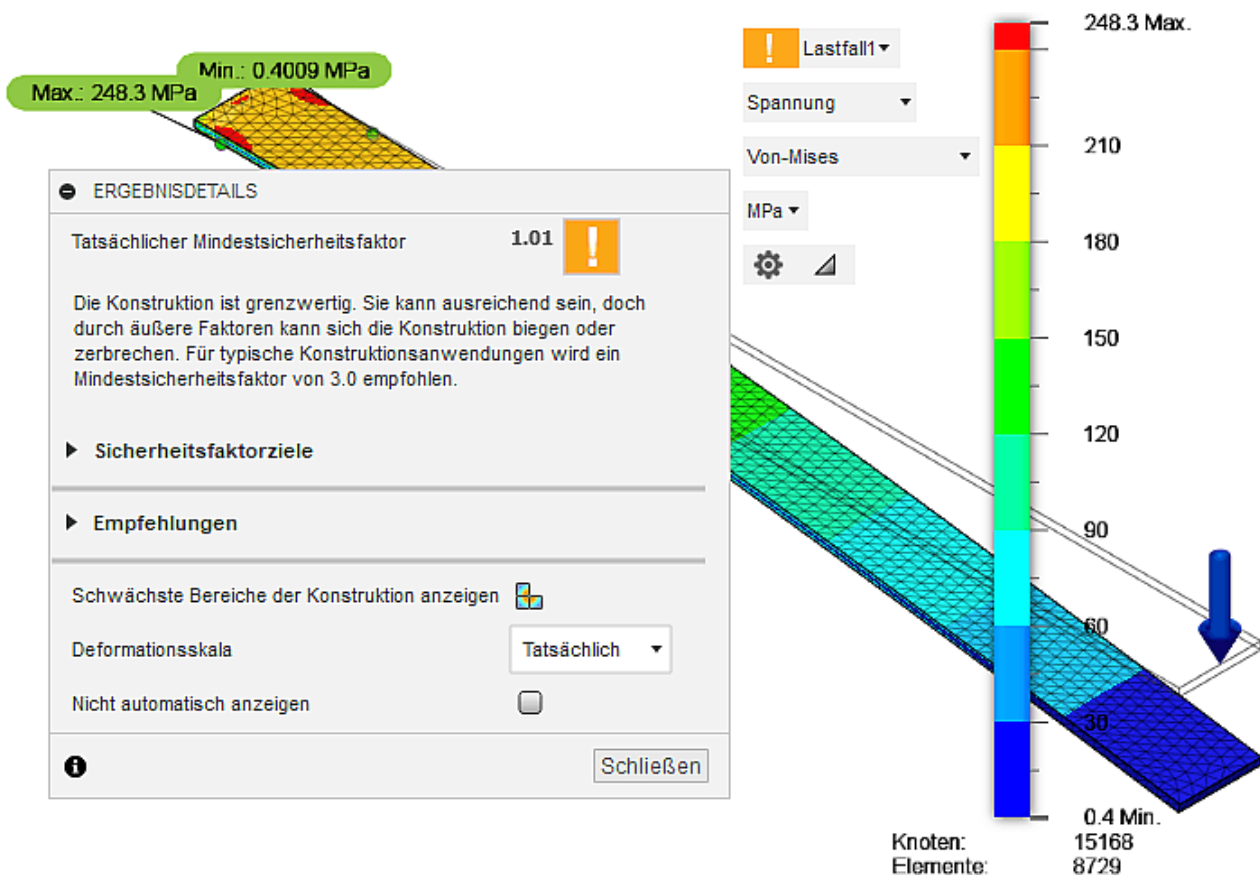 Min.: 0.4009 MPa
Max.: 248.3 MPa
ERGEBNISDETAILS
Tatsächlicher Mindestsicherheitsfaktor 1.01
Die Konstruktion ist grenzwertig. Sie kann ausreichend sein, doch
durch äußere Faktoren kann sich die Konstruktion biegen oder
zerbrechen. Für typische Konstruktionsanwendungen wird ein
Mindestsicherheitsfaktor von 3.0 empfohlen.
Sicherheitsfaktorziele
Empfehlungen
Schwächste Bereiche der Konstruktion anzeigen
Deformationsskala Tatsächlich
Nicht automatisch anzeigen
Schließen
Lastfall1
Spannung
Von-Mises
MPa
248.3 Max.
210
180
150
120
90
60
30
0.4 Min.
Knoten: 15168
Elemente: 8729